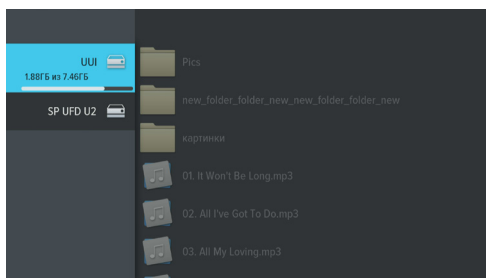 UUI
1.88ГБ из 7.46ГБ
SP UFD U2
Pics
new_folder_folder_new_new_folder_folder_new
картинки
01. It Won't Be Long.mp3
02. All I've Got To Do.mp3
03. All My Loving.mp3